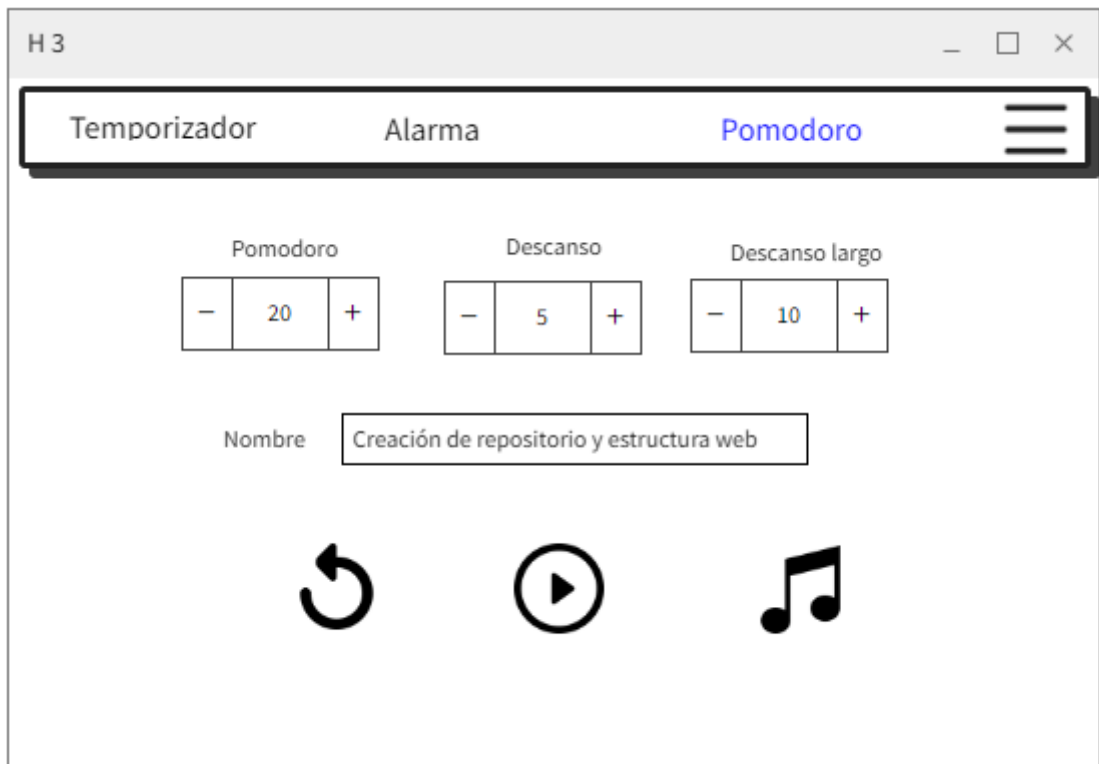 H 3
Temporizador Alarma Pomodoro
Pomodoro Descanso Descanso largo
− 20 + − 5 + − 10 +
Nombre Creación de repositorio y estructura web